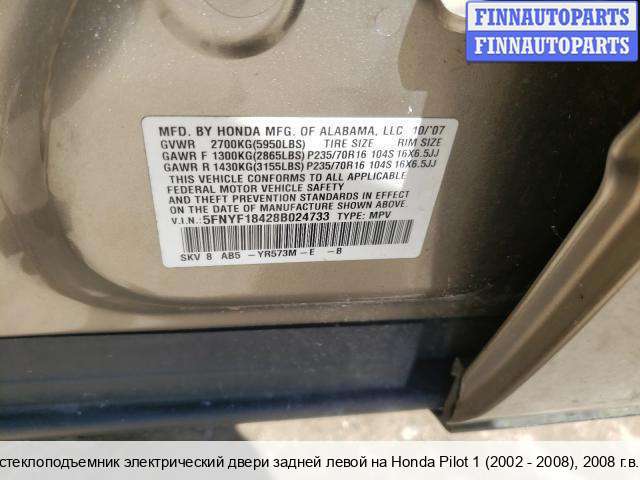 FINNAUTOPARTS
FINNAUTOPARTS
MFD. BY HONDA MFG. OF ALABAMA, LLC 10/'07
GVWR 2700KG(5950LBS) TIRE SIZE RIM SIZE
GAWR F 1300KG(2865LBS) P235/70R16 104S 16X6.5JJ
GAWR R 1430KG(3155LBS) P235/70R16 104S 16X6.5JJ
THIS VEHICLE CONFORMS TO ALL APPLICABLE
FEDERAL MOTOR VEHICLE SAFETY
AND THEFT PREVENTION STANDARDS IN EFFECT
ON THE DATE OF MANUFACTURE SHOWN ABOVE
V.I.N.:5FNYF18428B024733 TYPE: MPV
SKV 8 AB5 -YR573M-E -B
стеклоподъемник электрический двери задней левой на Honda Pilot 1 (2002 - 2008), 2008 г.в.